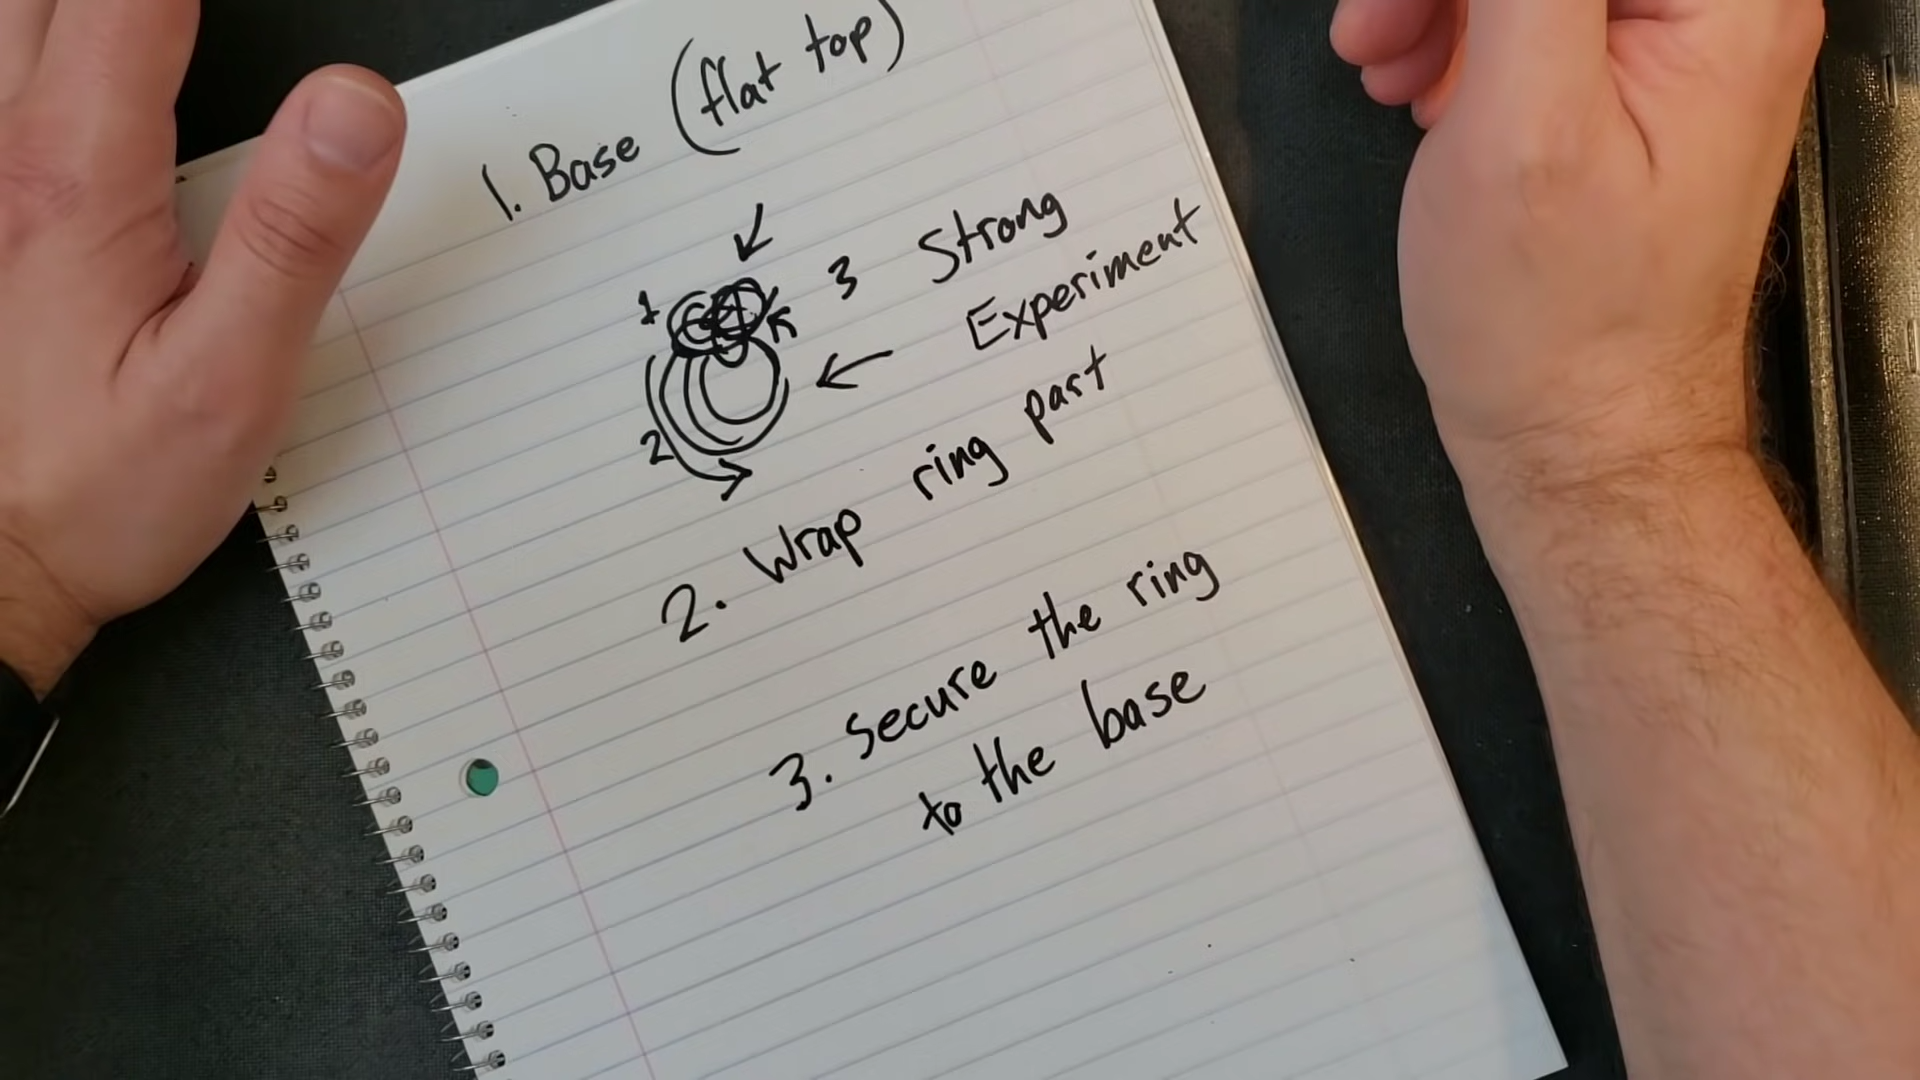 1. Base (flat top)
1
3 Strong
Experiment
2
2. Wrap ring part
3. Secure the ring
to the base